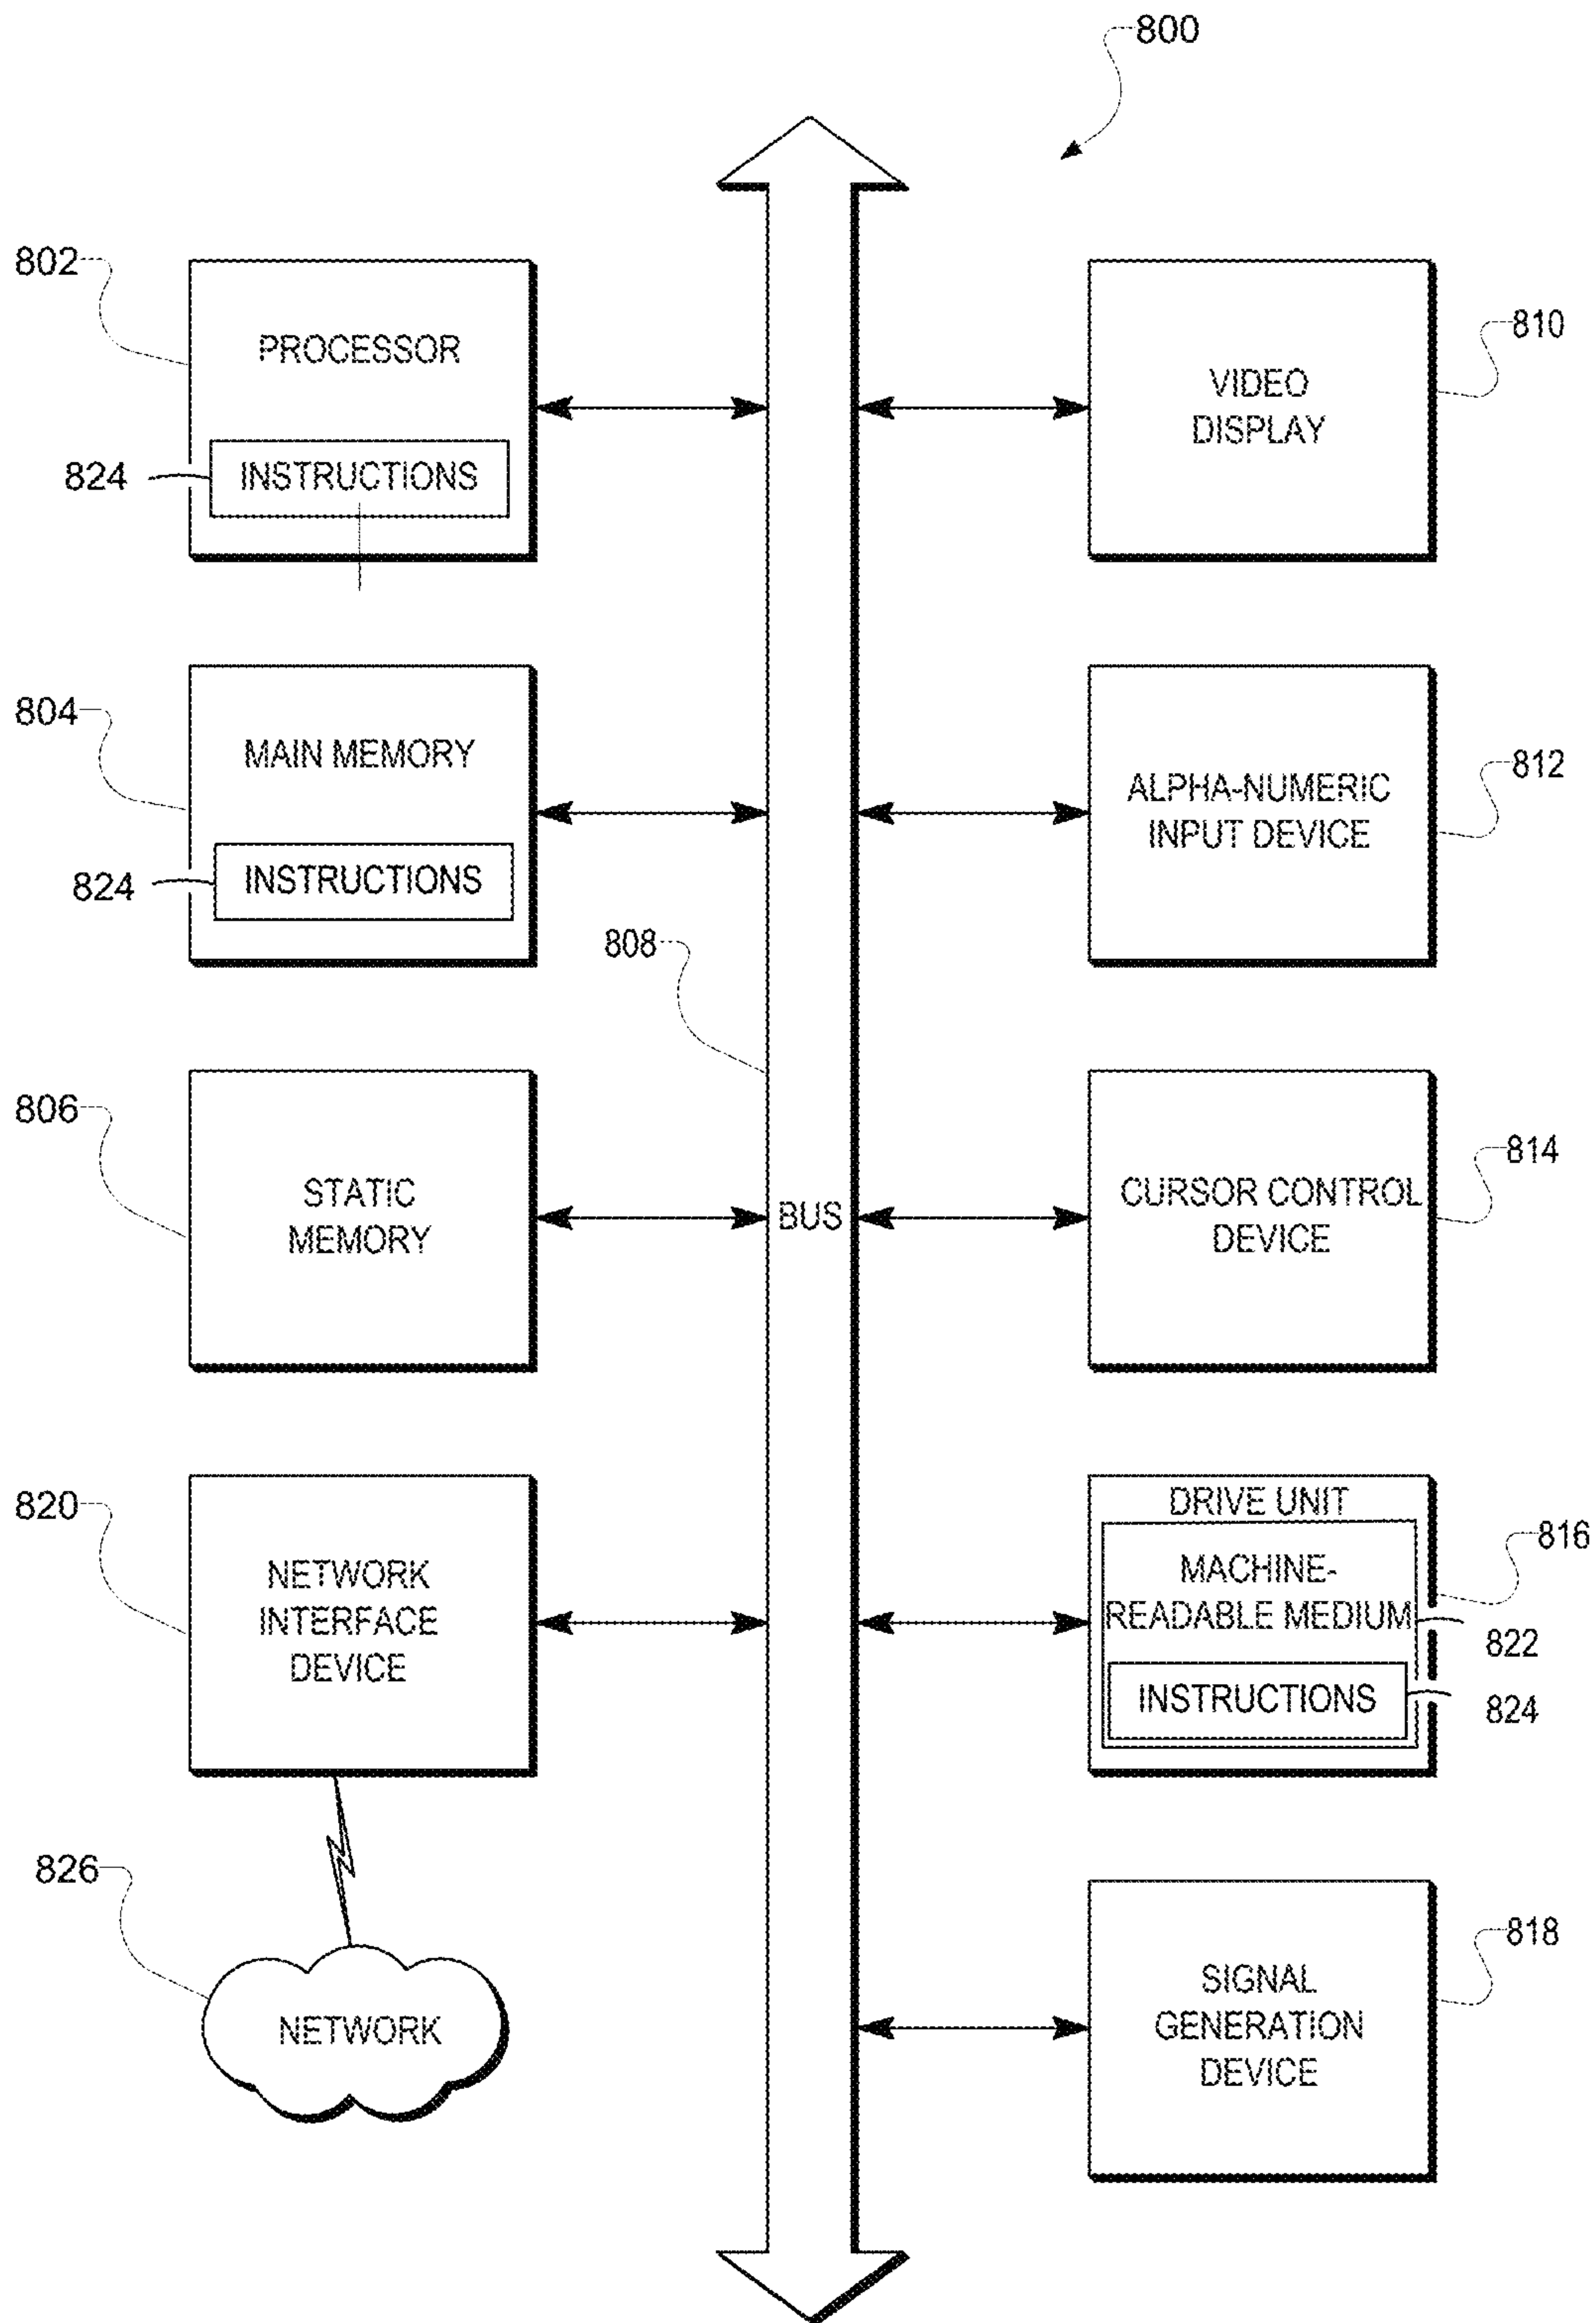 800
802
PROCESSOR
824
INSTRUCTIONS
810
VIDEO
DISPLAY
804
MAIN MEMORY
824
INSTRUCTIONS
812
ALPHA-NUMERIC
INPUT DEVICE
808
BUS
806
STATIC
MEMORY
814
CURSOR CONTROL
DEVICE
820
NETWORK
INTERFACE
DEVICE
DRIVE UNIT
816
MACHINE-
READABLE MEDIUM
822
INSTRUCTIONS
824
826
NETWORK
818
SIGNAL
GENERATION
DEVICE